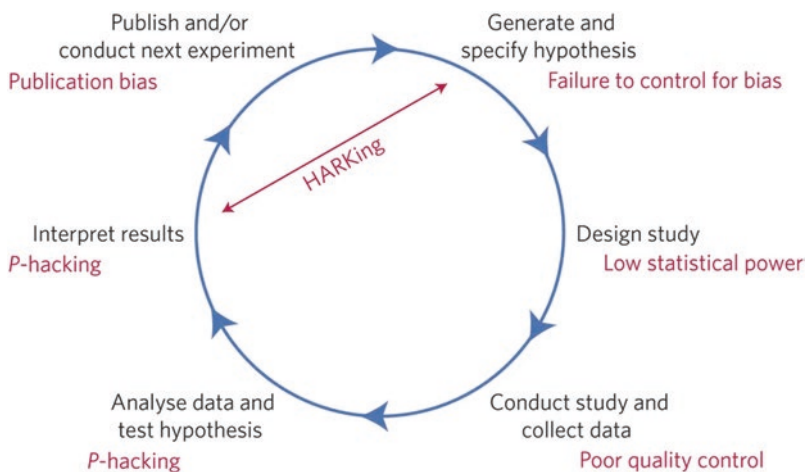 Publish and/or
conduct next experiment
Publication bias
Generate and
specify hypothesis
Failure to control for bias
HARKing
Interpret results
P-hacking
Design study
Low statistical power
Analyse data and
test hypothesis
P-hacking
Conduct study and
collect data
Poor quality control